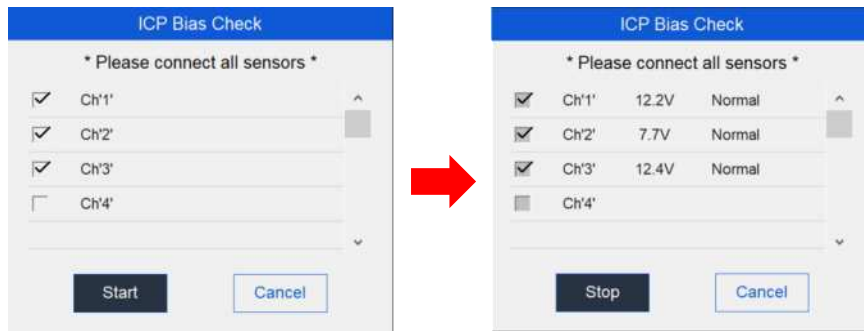 ICP Bias Check
* Please connect all sensors *
Ch'1'
Ch'2'
Ch'3'
Ch'4'
Start Cancel
ICP Bias Check
* Please connect all sensors *
Ch'1' 12.2V Normal
Ch'2' 7.7V Normal
Ch'3' 12.4V Normal
Ch'4'
Stop Cancel